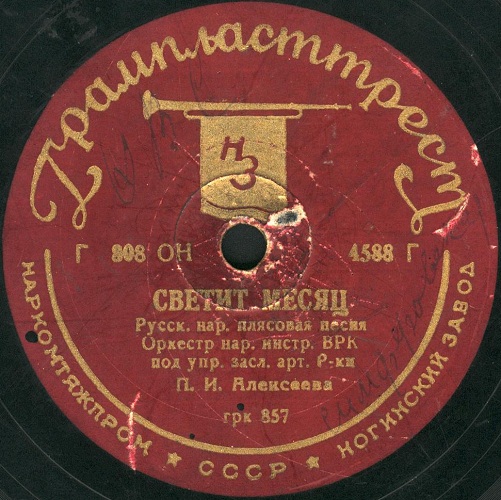 Грампласттрест
НЗ
Г 808 ОН 4588 Г
СВЕТИТ МЕСЯЦ
Русск. нар. плясовая песня
Оркестр нар. инстр. ВРК
под упр. засл. арт. Р-ки
П. И. Алексеева
грк 857
НАРКОМТЯЖПРОМ ★ СССР ★ НОГИНСКИЙ ЗАВОД